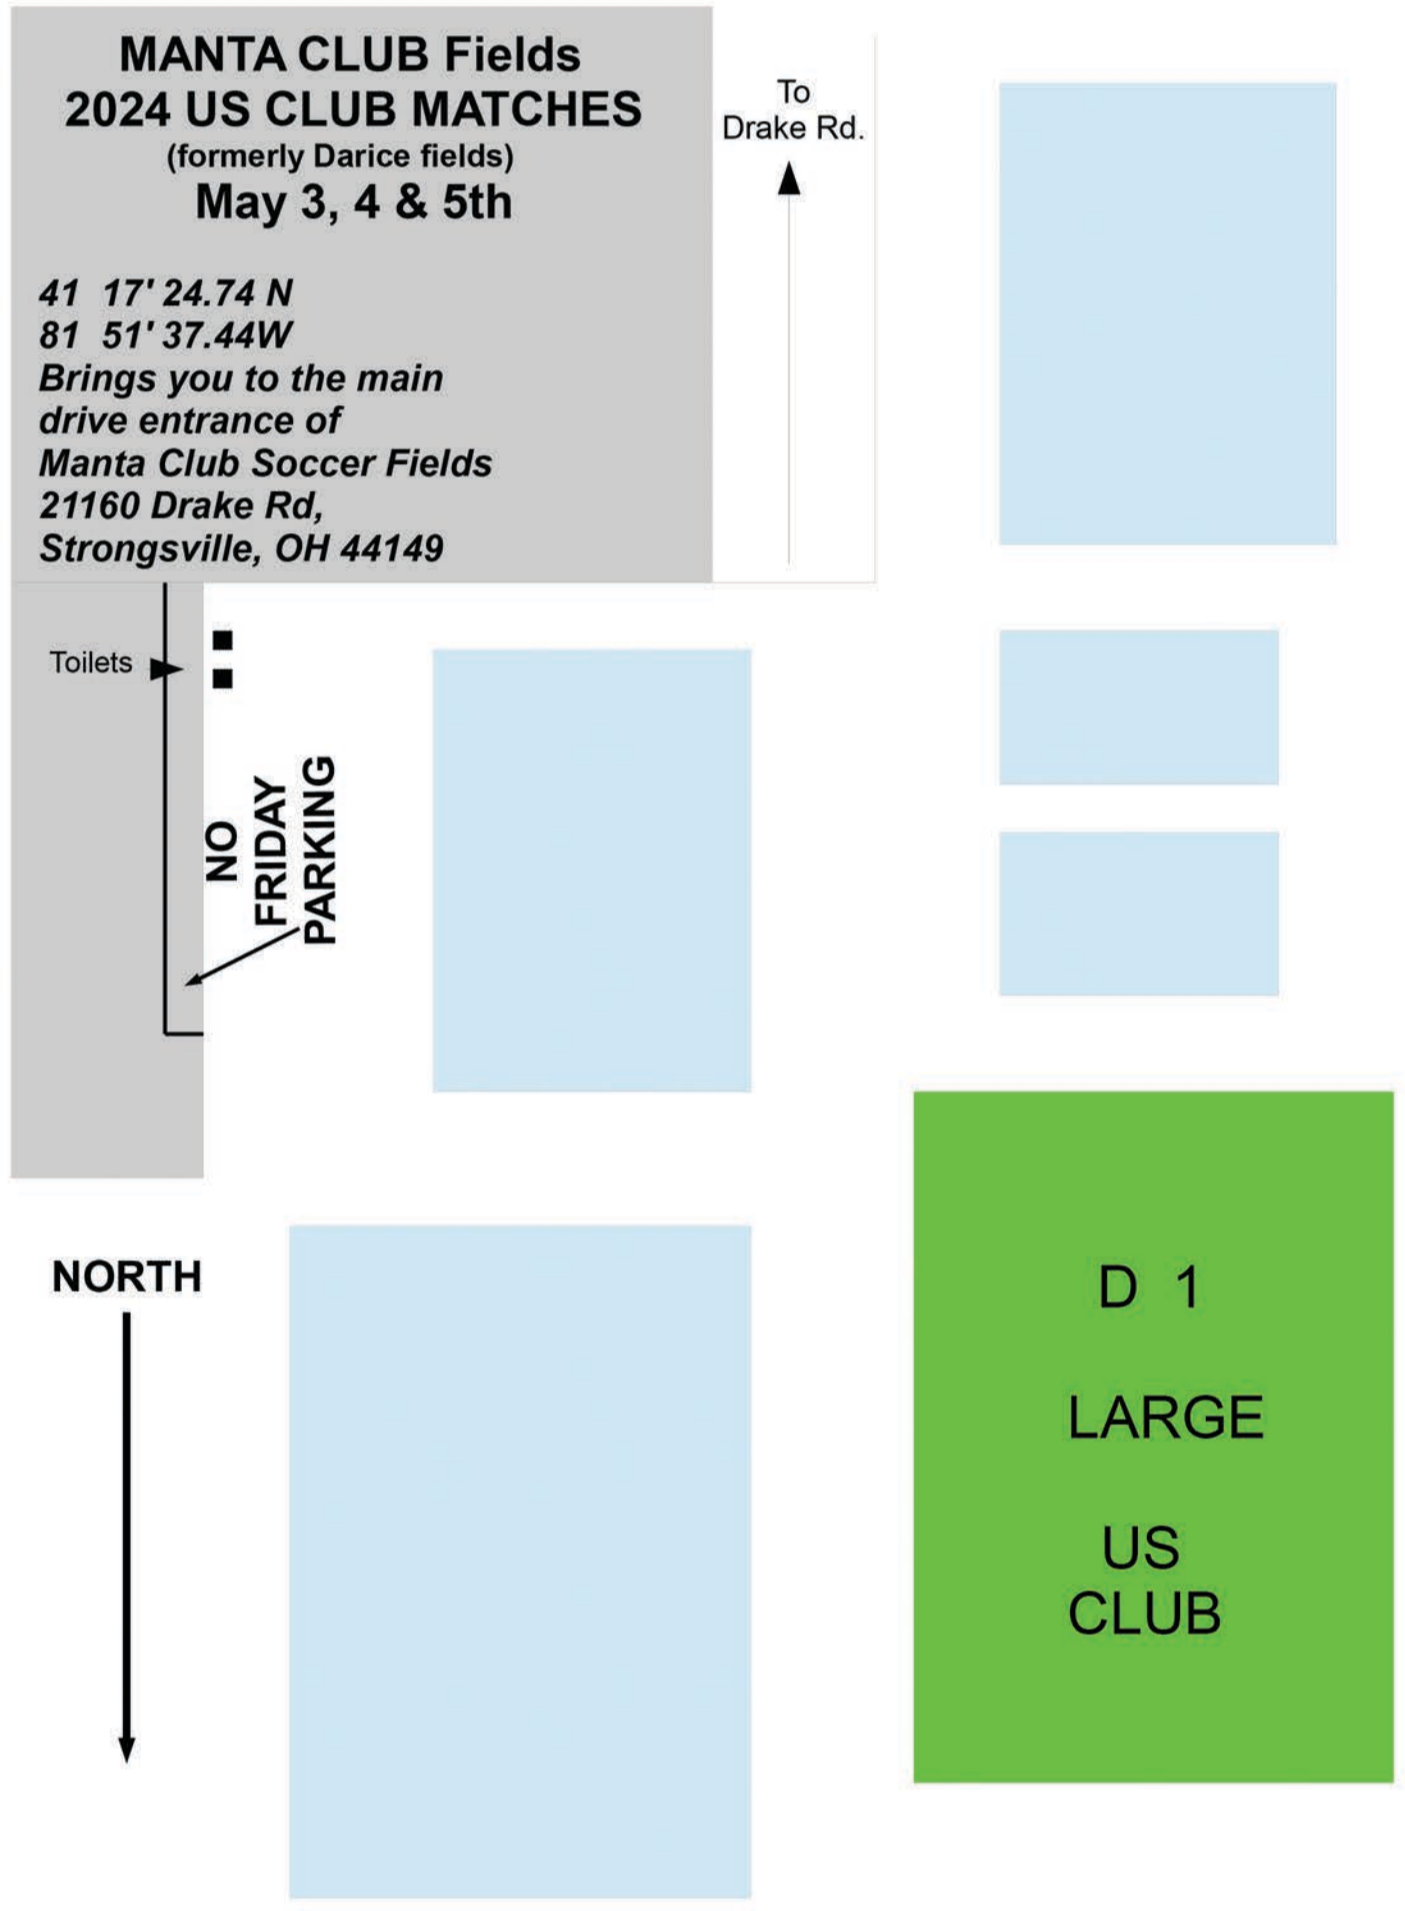 MANTA CLUB Fields
2024 US CLUB MATCHES
(formerly Darice fields)
May 3, 4 & 5th
41  17' 24.74 N
81  51' 37.44W
Brings you to the main
drive entrance of
Manta Club Soccer Fields
21160 Drake Rd,
Strongsville, OH 44149
To
Drake Rd.
Toilets
NO
FRIDAY
PARKING
NORTH
D 1
LARGE
US
CLUB